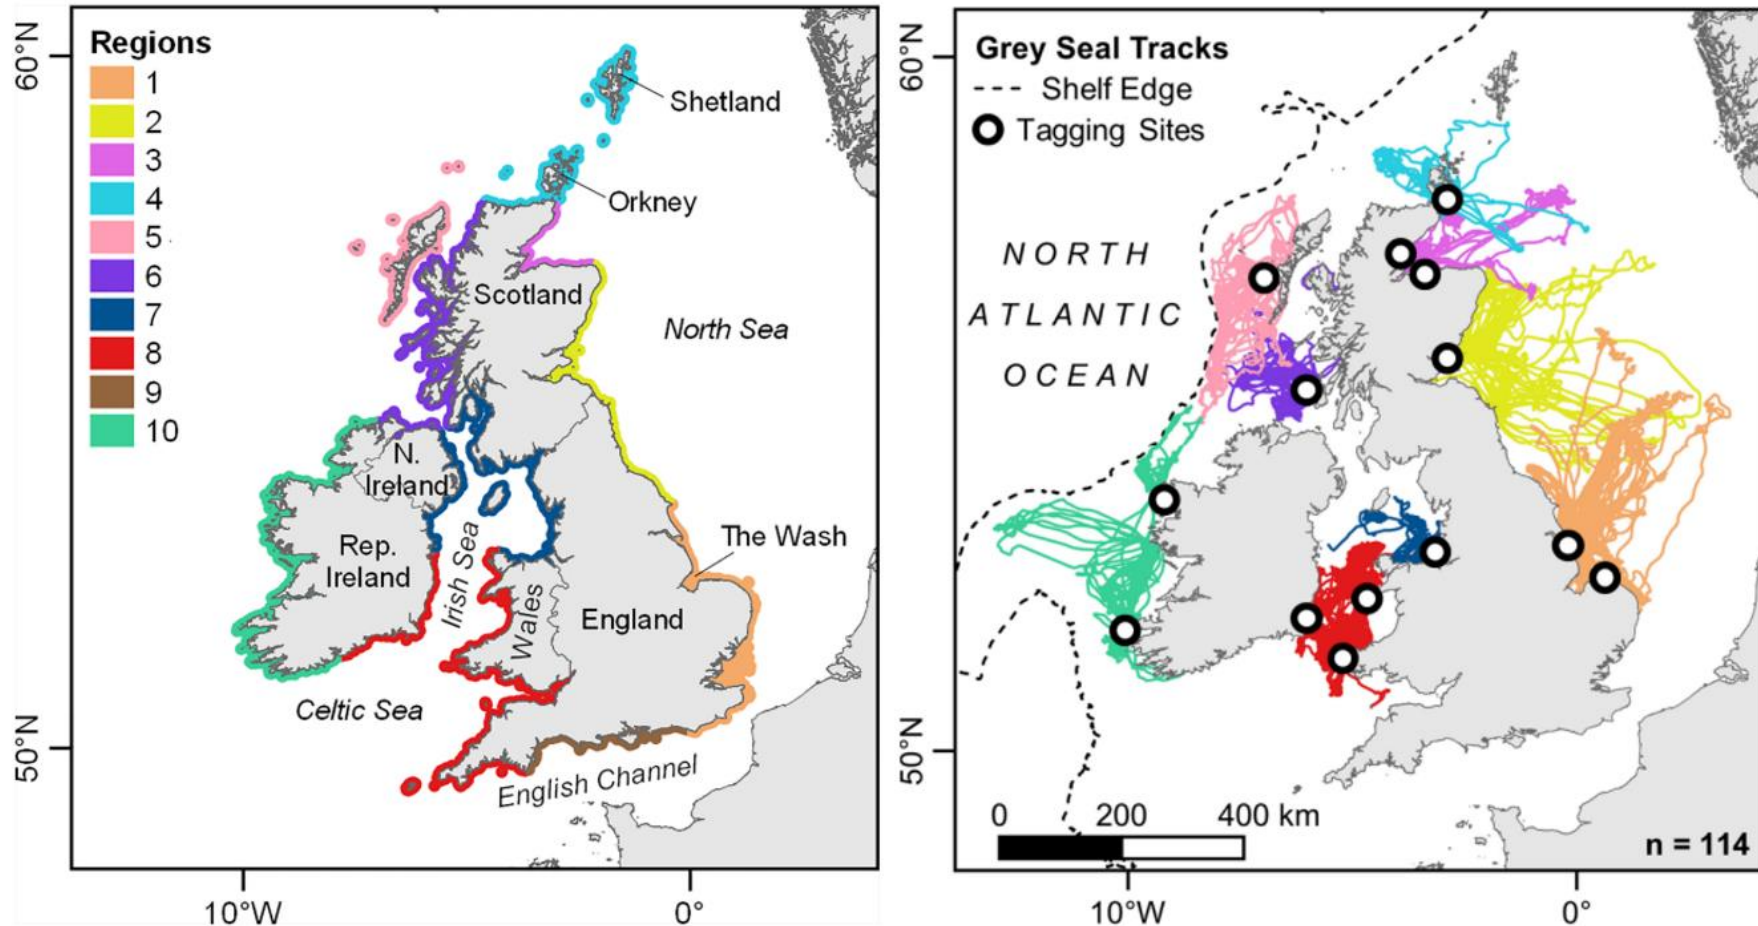 Regions
1
2
3
4
5
6
7
8
9
10
60°N
50°N
10°W
0°
Shetland
Orkney
Scotland
North Sea
N.
Ireland
Rep.
Ireland
Irish Sea
The Wash
Wales
England
Celtic Sea
English Channel
Grey Seal Tracks
Shelf Edge
Tagging Sites
60°N
50°N
NORTH
ATLANTIC
OCEAN
0 200 400 km
n = 114
10°W
0°